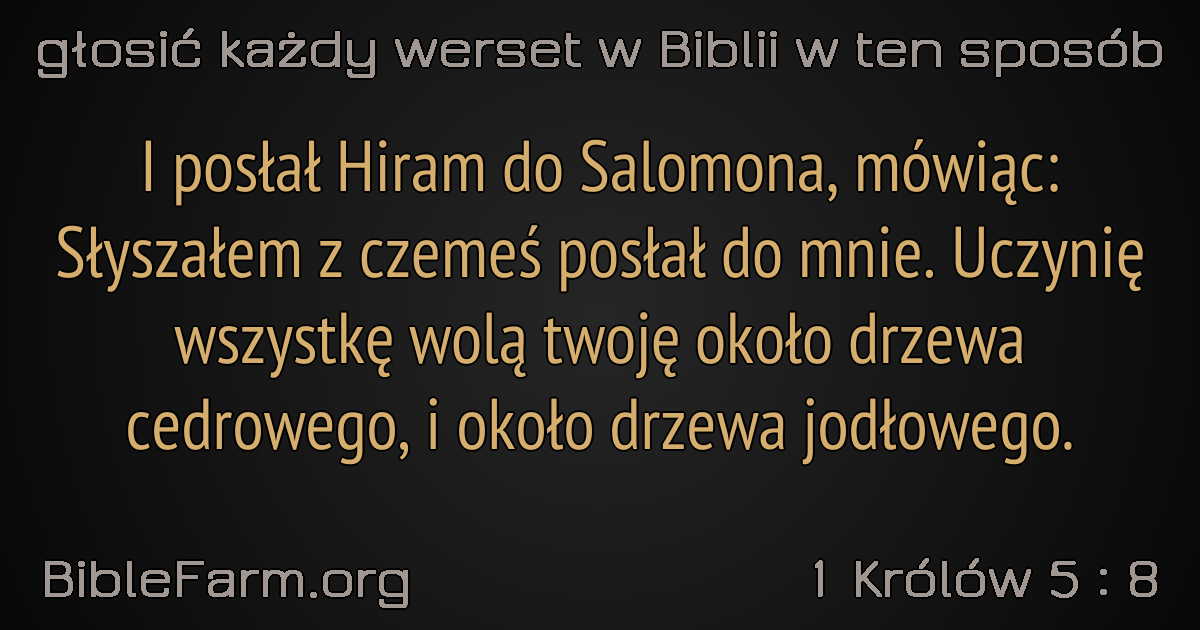 głosić każdy werset w Biblii w ten sposób
I posłał Hiram do Salomona, mówiąc:
Słyszałem z czemeś posłał do mnie. Uczynię
wszystkę wolą twoję około drzewa
cedrowego, i około drzewa jodłowego.
BibleFarm.org
1 Królów 5 : 8